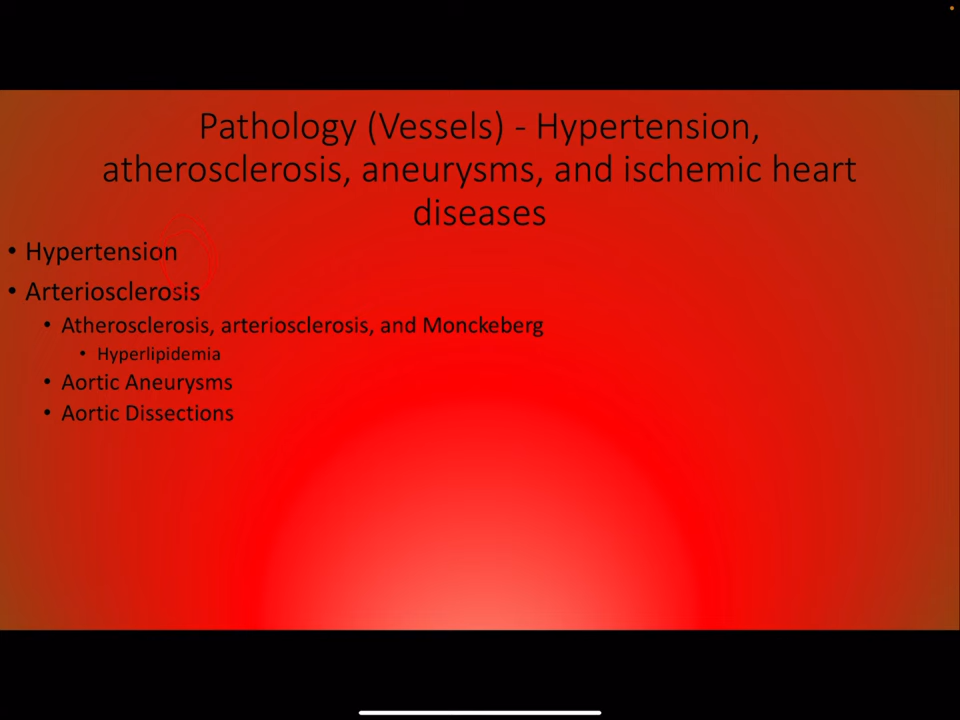 Pathology (Vessels) - Hypertension,
atherosclerosis, aneurysms, and ischemic heart
diseases
• Hypertension
• Arteriosclerosis
• Atherosclerosis, arteriosclerosis, and Monckeberg
• Hyperlipidemia
• Aortic Aneurysms
• Aortic Dissections